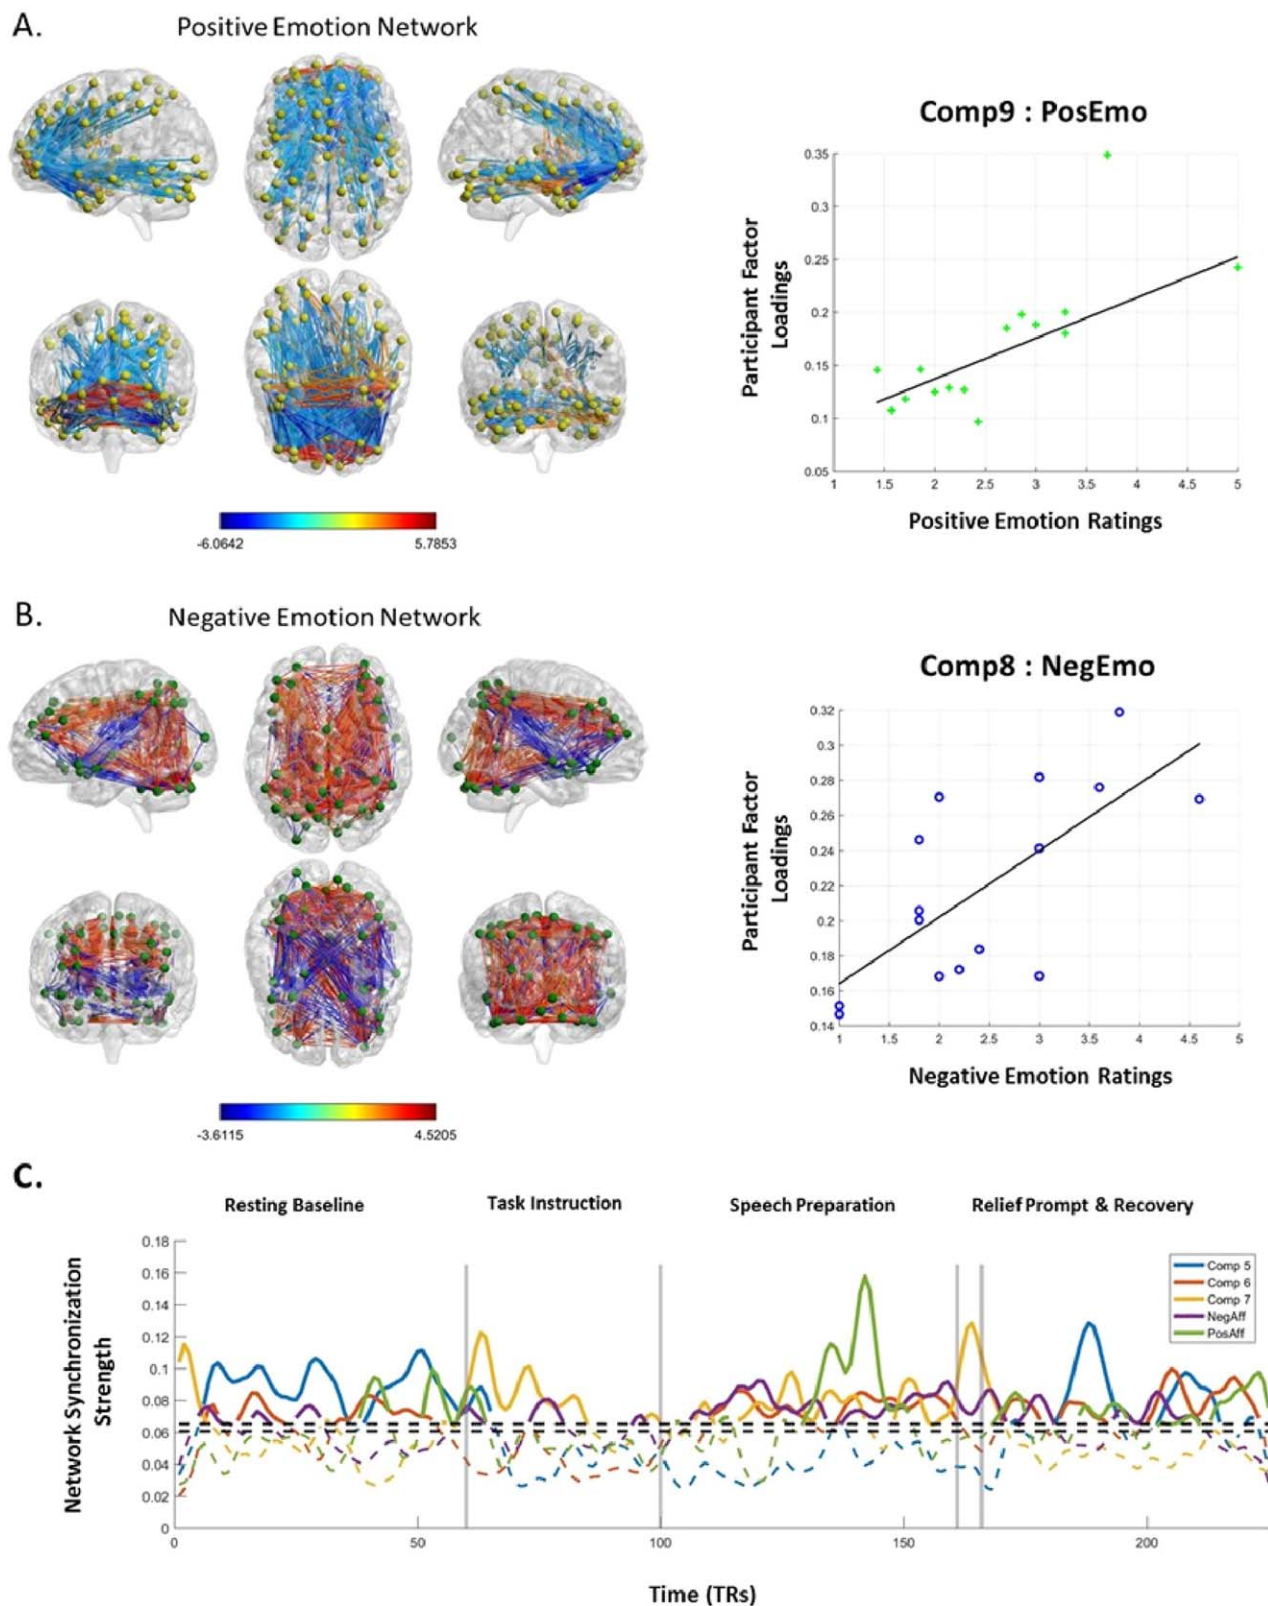 A.
Positive Emotion Network
-6.0642
5.7853
Comp9 : PosEmo
Participant Factor
Loadings
0.35
0.3
0.25
0.2
0.15
0.1
0.05
1
1.5
2
2.5
3
3.5
4
4.5
5
Positive Emotion Ratings
B.
Negative Emotion Network
-3.6115
4.5205
Comp8 : NegEmo
Participant Factor
Loadings
0.32
0.3
0.28
0.26
0.24
0.22
0.2
0.18
0.16
0.14
1
1.5
2
2.5
3
3.5
4
4.5
5
Negative Emotion Ratings
C.
Resting Baseline
Task Instruction
Speech Preparation
Relief Prompt & Recovery
Network Synchronization
Strength
0.18
0.16
0.14
0.12
0.1
0.08
0.06
0.04
0.02
0
0
50
100
150
200
Comp 5
Comp 6
Comp 7
NegAff
PosAff
Time (TRs)